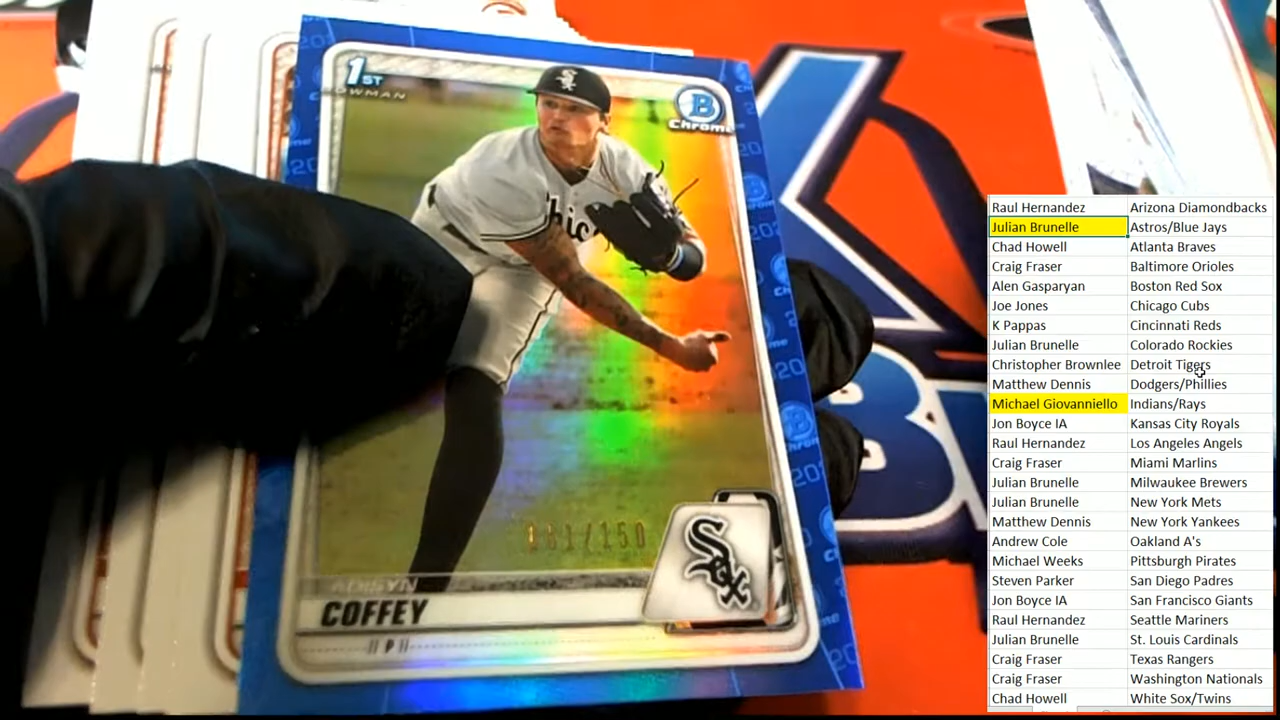 1ST
BOWMAN
B
Chrome
Chic
/150
Sox
ADISYN
COFFEY
P
Raul Hernandez Arizona Diamondbacks
Julian Brunelle Astros/Blue Jays
Chad Howell Atlanta Braves
Craig Fraser Baltimore Orioles
Alen Gasparyan Boston Red Sox
Joe Jones Chicago Cubs
K Pappas Cincinnati Reds
Julian Brunelle Colorado Rockies
Christopher Brownlee Detroit Tigers
Matthew Dennis Dodgers/Phillies
Michael Giovanniello Indians/Rays
Jon Boyce IA Kansas City Royals
Raul Hernandez Los Angeles Angels
Craig Fraser Miami Marlins
Julian Brunelle Milwaukee Brewers
Julian Brunelle New York Mets
Matthew Dennis New York Yankees
Andrew Cole Oakland A's
Michael Weeks Pittsburgh Pirates
Steven Parker San Diego Padres
Jon Boyce IA San Francisco Giants
Raul Hernandez Seattle Mariners
Julian Brunelle St. Louis Cardinals
Craig Fraser Texas Rangers
Craig Fraser Washington Nationals
Chad Howell White Sox/Twins